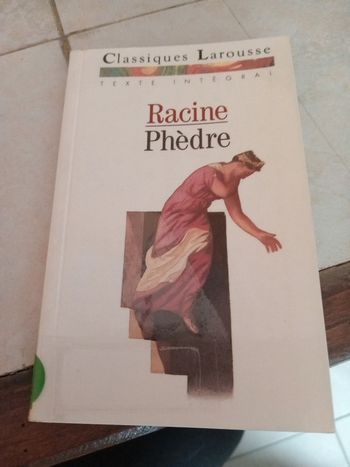 Classiques Larousse
TEXTE INTÉGRAL
Racine
Phèdre